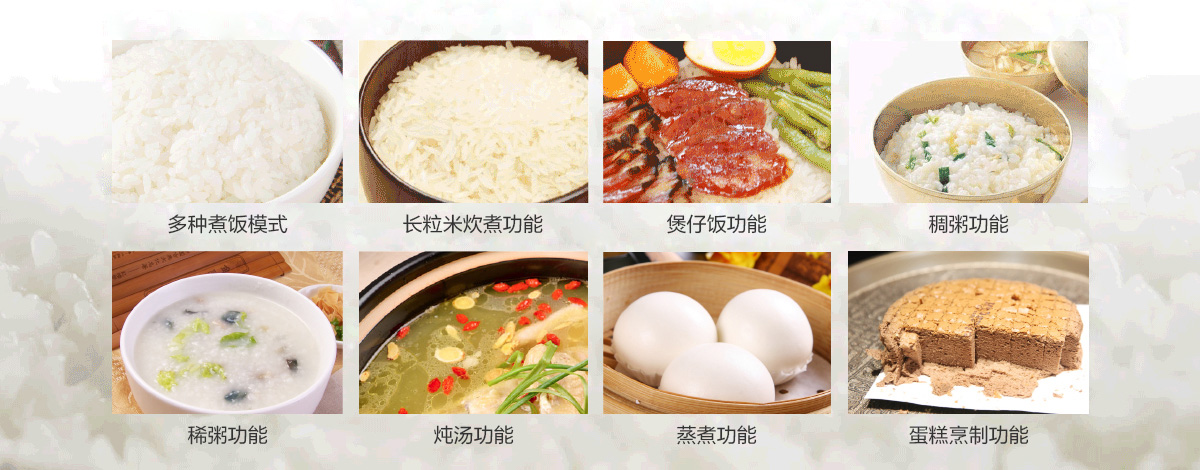 多种煮饭模式
长粒米炊煮功能
煲仔饭功能
稠粥功能
稀粥功能
炖汤功能
蒸煮功能
蛋糕烹制功能